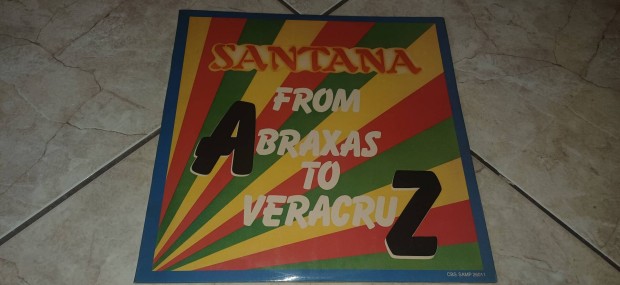 SANTANA
FROM
ABRAXAS
TO
VERACRUZ